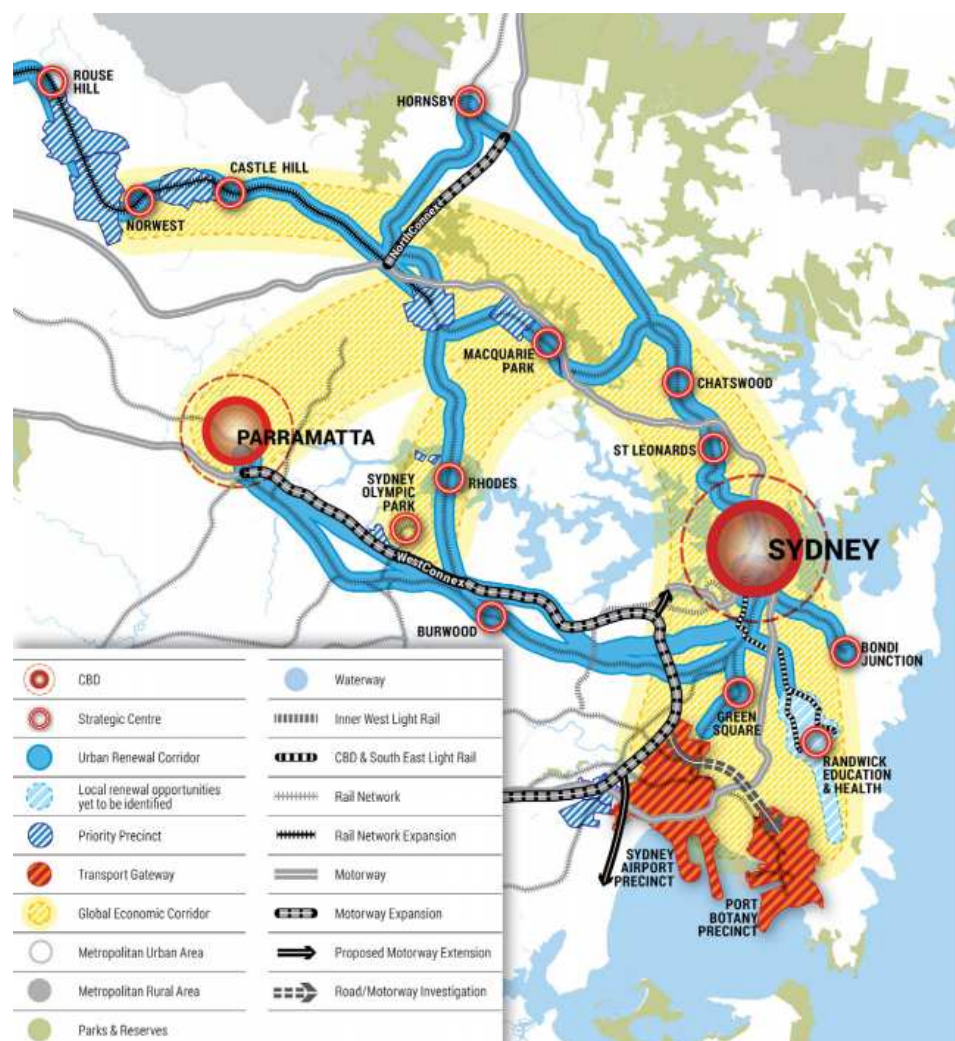 ROUSE
HILL
HORNSBY
CASTLE HILL
NORWEST
NorthConnex
MACQUARIE
PARK
CHATSWOOD
PARRAMATTA
ST LEONARDS
SYDNEY
OLYMPIC
PARK
RHODES
SYDNEY
WestConnex
BURWOOD
BONDI
JUNCTION
GREEN
SQUARE
RANDWICK
EDUCATION
& HEALTH
SYDNEY
AIRPORT
PRECINCT
PORT
BOTANY
PRECINCT
CBD
Strategic Centre
Urban Renewal Corridor
Local renewal opportunities
yet to be identified
Priority Precinct
Transport Gateway
Global Economic Corridor
Metropolitan Urban Area
Metropolitan Rural Area
Parks & Reserves
Waterway
Inner West Light Rail
CBD & South East Light Rail
Rail Network
Rail Network Expansion
Motorway
Motorway Expansion
Proposed Motorway Extension
Road/Motorway Investigation